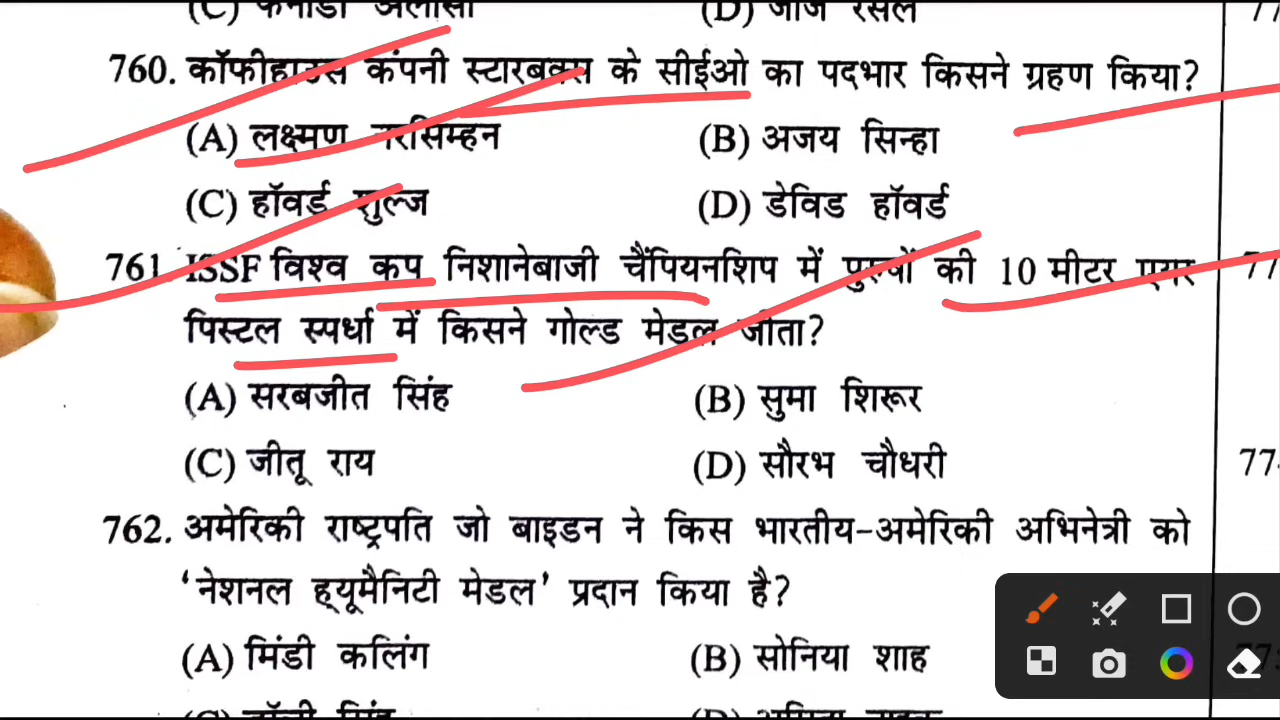 760. कॉफीहाउस कंपनी स्टारबक्स के सीईओ का पदभार किसने ग्रहण किया?
(A) लक्ष्मण नरसिम्हन (B) अजय सिन्हा
(C) हॉवर्ड शुल्ज (D) डेविड हॉवर्ड
761. ISSF विश्व कप निशानेबाजी चैंपियनशिप में पुरुषों की 10 मीटर एयर
पिस्टल स्पर्धा में किसने गोल्ड मेडल जीता?
(A) सरबजीत सिंह (B) सुमा शिरूर
(C) जीतू राय (D) सौरभ चौधरी
762. अमेरिकी राष्ट्रपति जो बाइडन ने किस भारतीय-अमेरिकी अभिनेत्री को
'नेशनल ह्यूमैनिटी मेडल' प्रदान किया है?
(A) मिंडी कलिंग (B) सोनिया शाह